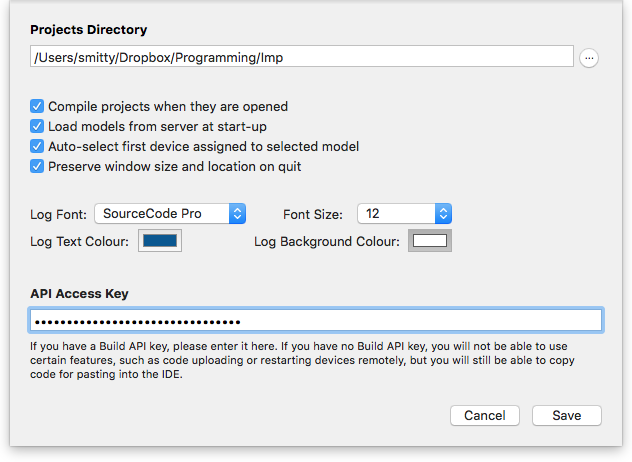 Projects Directory
/Users/smitty/Dropbox/Programming/Imp
...
Compile projects when they are opened
Load models from server at start-up
Auto-select first device assigned to selected model
Preserve window size and location on quit
Log Font: SourceCode Pro Font Size: 12
Log Text Colour: Log Background Colour:
API Access Key
••••••••••••••••••••••••••••••••
If you have a Build API key, please enter it here. If you have no Build API key, you will not be able to use
certain features, such as code uploading or restarting devices remotely, but you will still be able to copy
code for pasting into the IDE.
Cancel Save